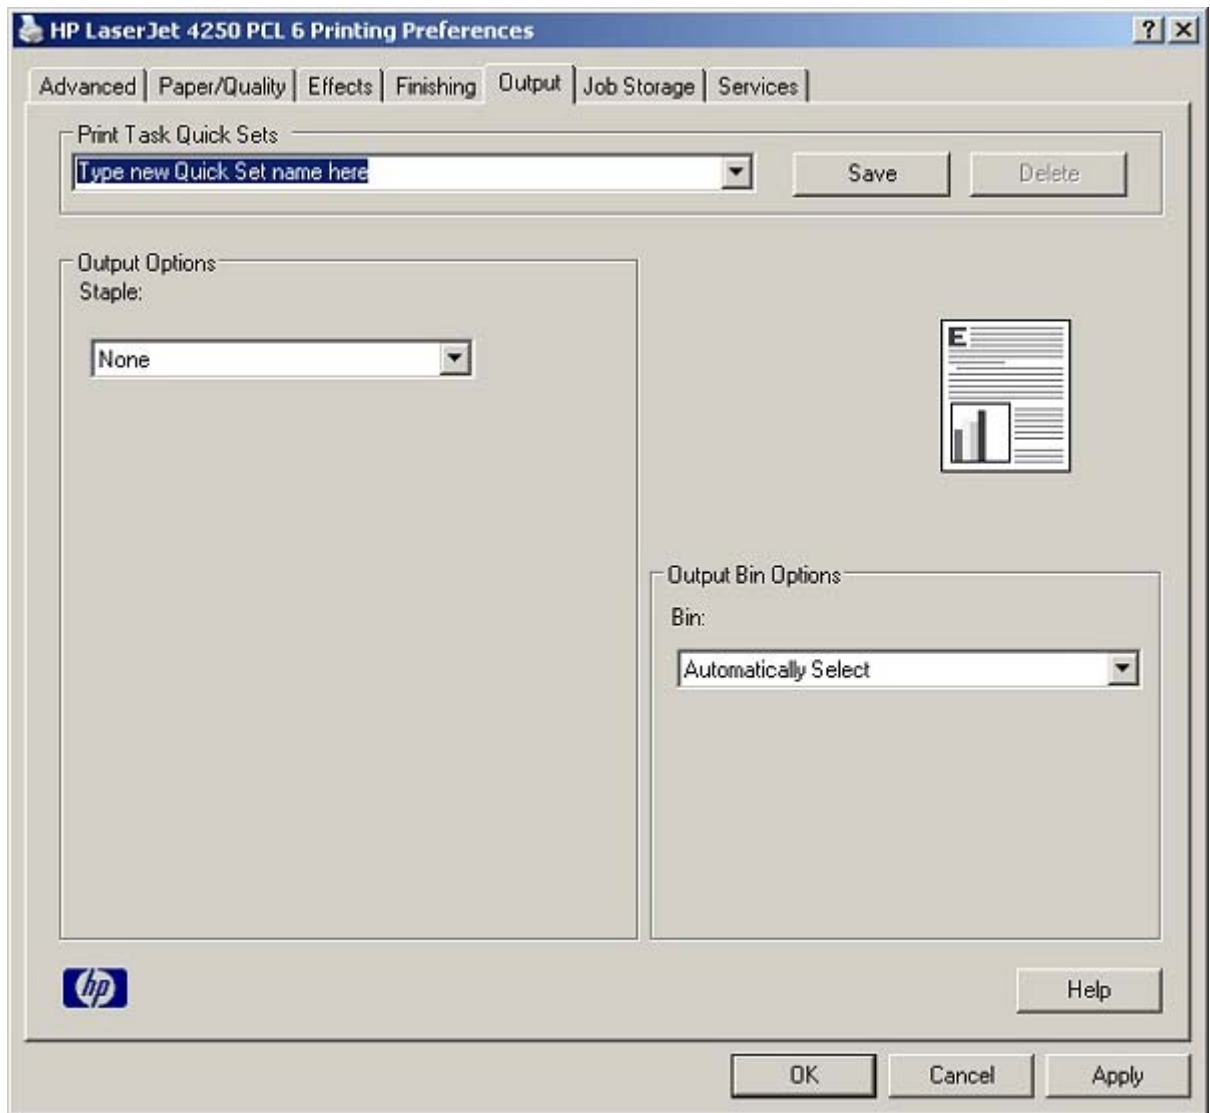 HP LaserJet 4250 PCL 6 Printing Preferences
Advanced Paper/Quality Effects Finishing Output Job Storage Services
Print Task Quick Sets
Type new Quick Set name here
Save
Delete
Output Options
Staple:
None
E
Output Bin Options
Bin:
Automatically Select
hp
Help
OK
Cancel
Apply